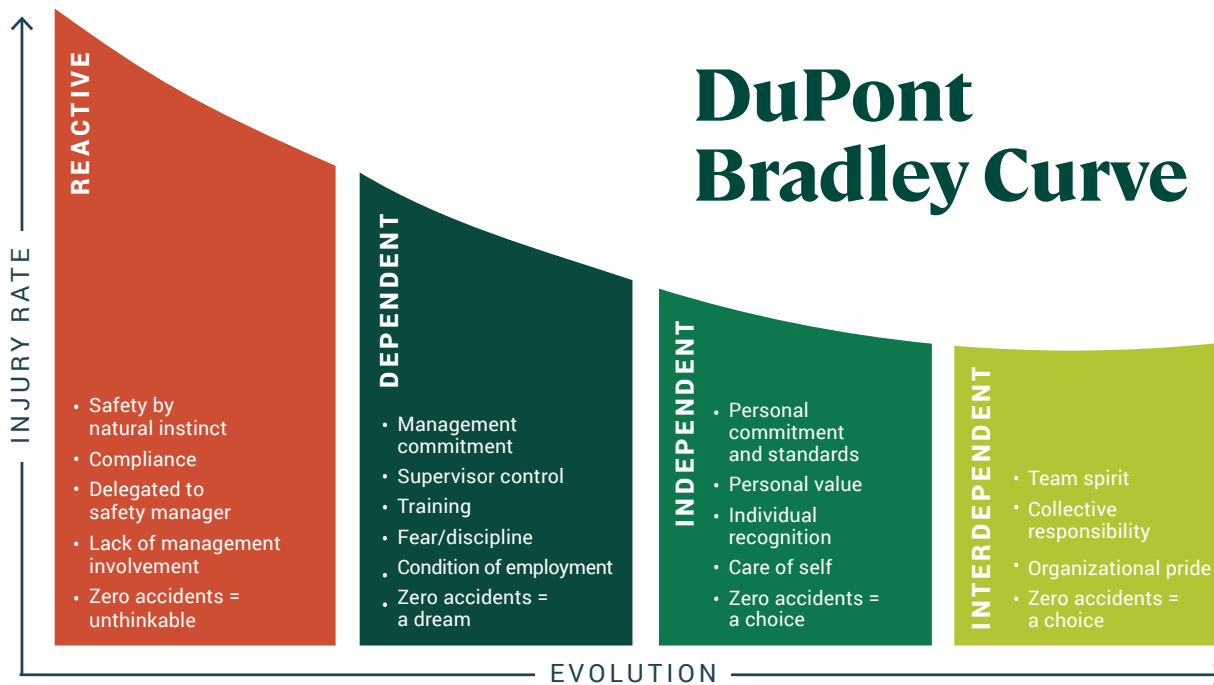 DuPont
Bradley Curve
INJURY RATE
REACTIVE
• Safety by
natural instinct
• Compliance
• Delegated to
safety manager
• Lack of management
involvement
• Zero accidents =
unthinkable
DEPENDENT
• Management
commitment
• Supervisor control
• Training
• Fear/discipline
• Condition of employment
• Zero accidents =
a dream
INDEPENDENT
• Personal
commitment
and standards
• Personal value
• Individual
recognition
• Care of self
• Zero accidents =
a choice
INTERDEPENDENT
• Team spirit
• Collective
responsibility
• Organizational pride
• Zero accidents =
a choice
EVOLUTION